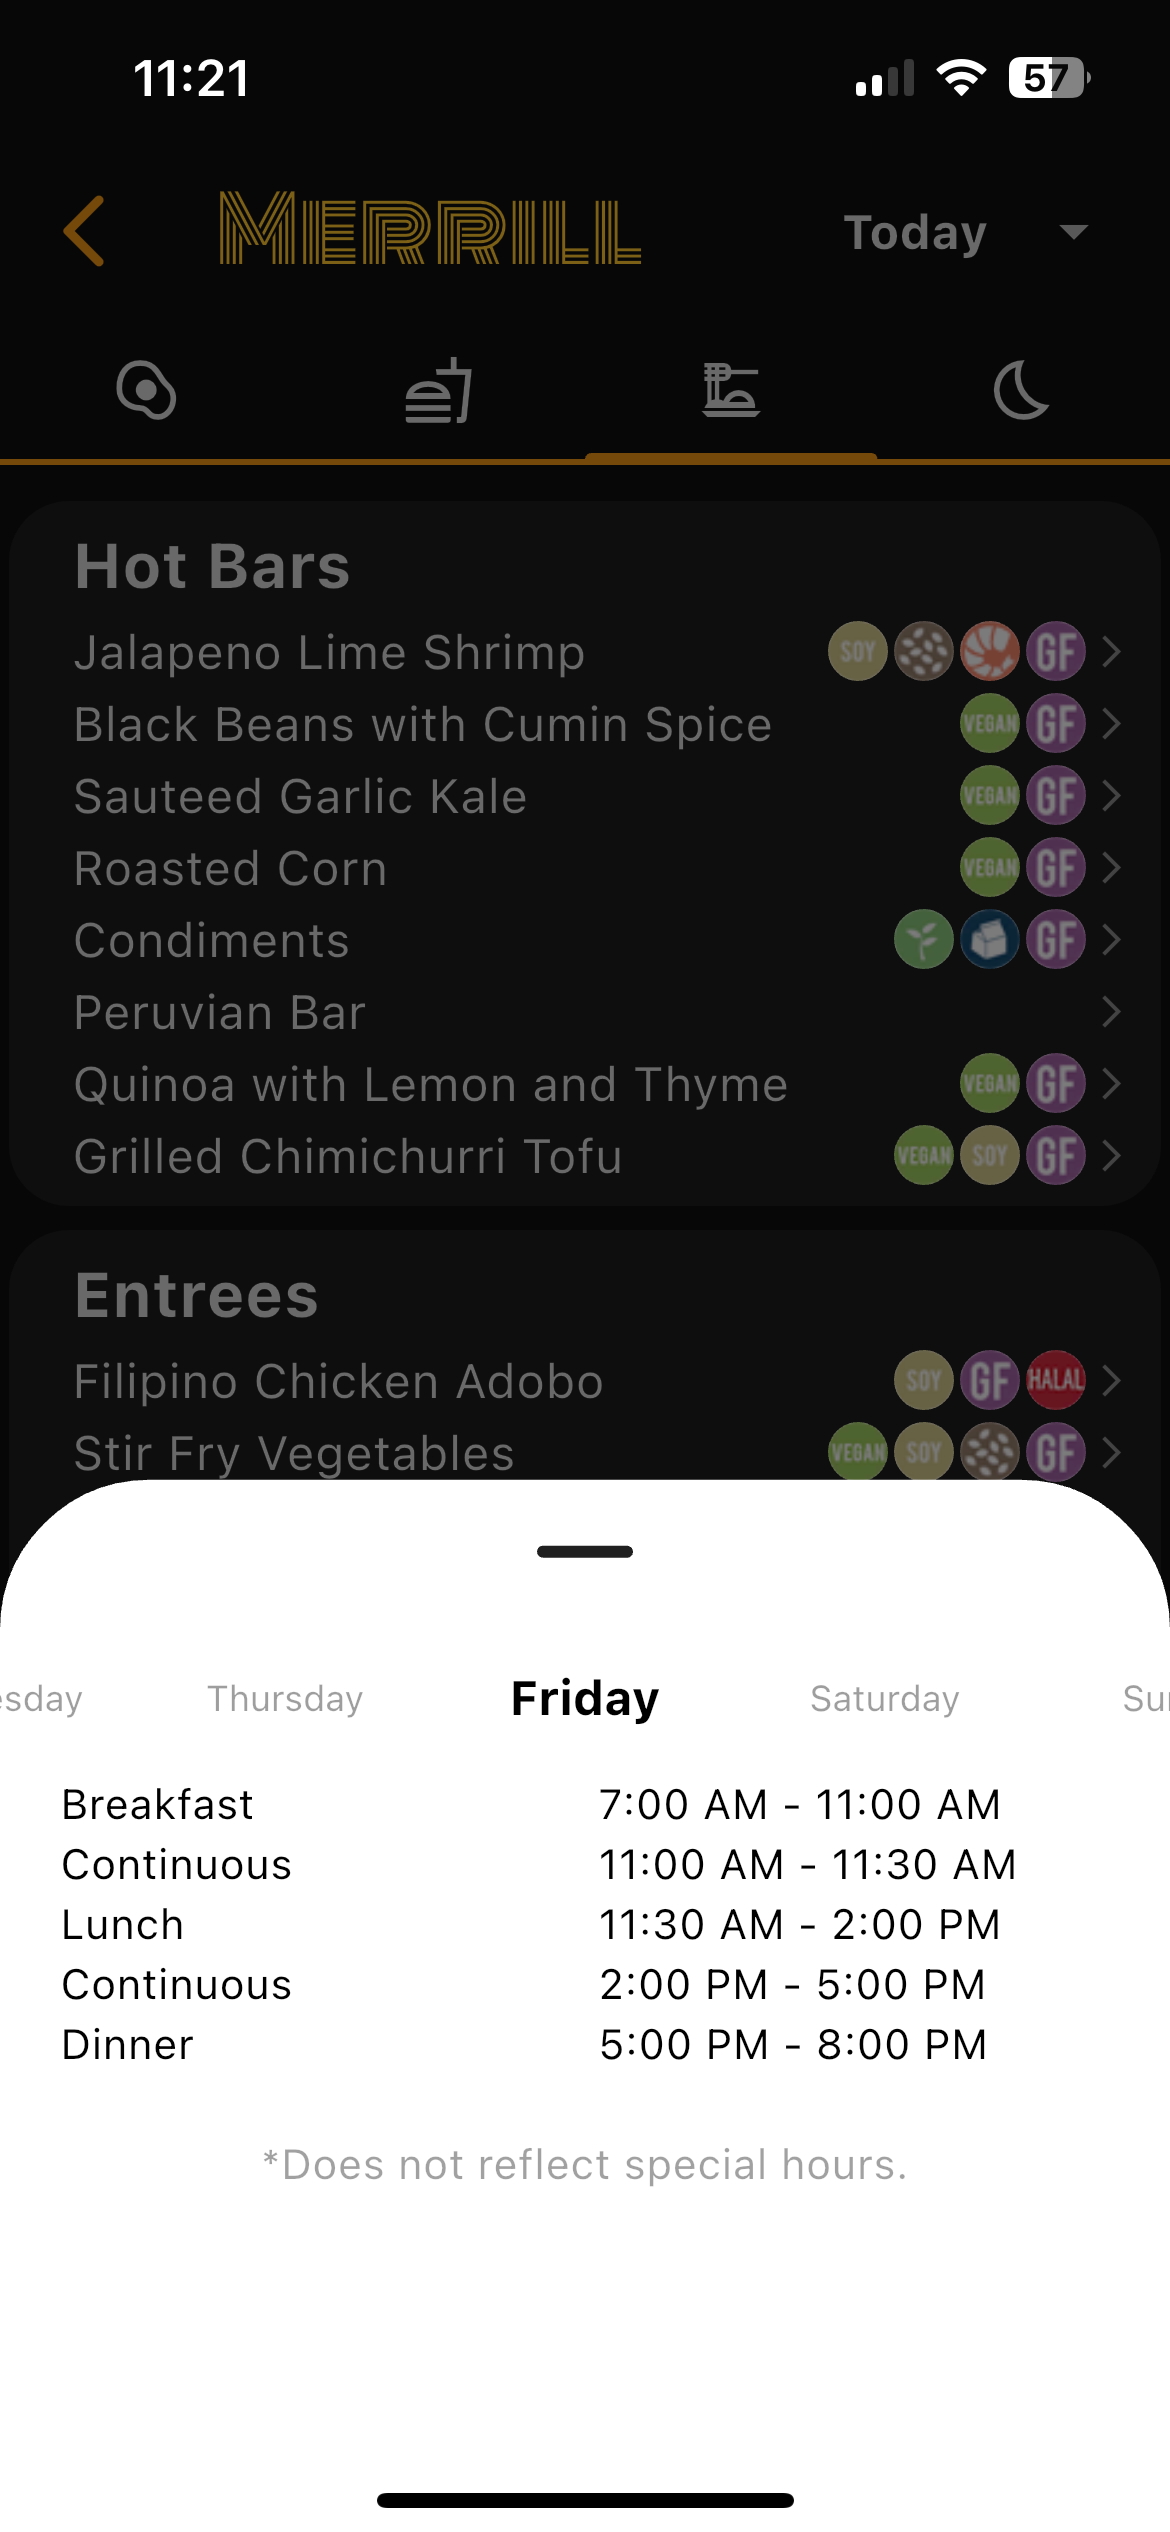 11:21
57
MERRILL
Today
Hot Bars
Jalapeno Lime Shrimp SOY GF
Black Beans with Cumin Spice VEGAN GF
Sauteed Garlic Kale VEGAN GF
Roasted Corn VEGAN GF
Condiments GF
Peruvian Bar
Quinoa with Lemon and Thyme VEGAN GF
Grilled Chimichurri Tofu VEGAN SOY GF
Entrees
Filipino Chicken Adobo SOY GF HALAL
Stir Fry Vegetables VEGAN SOY GF
esday Thursday Friday Saturday Su
Breakfast 7:00 AM - 11:00 AM
Continuous 11:00 AM - 11:30 AM
Lunch 11:30 AM - 2:00 PM
Continuous 2:00 PM - 5:00 PM
Dinner 5:00 PM - 8:00 PM
*Does not reflect special hours.